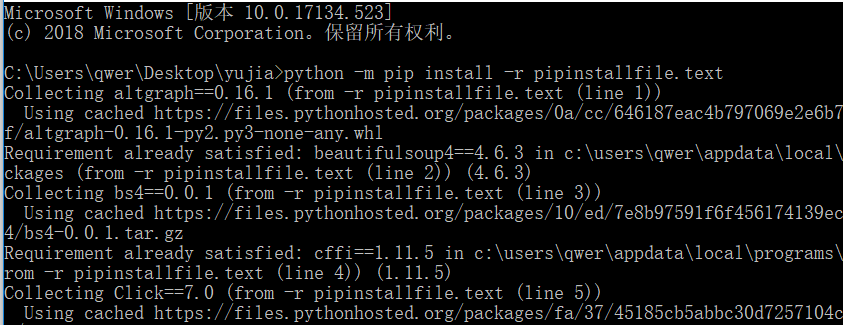 Microsoft Windows [版本 10.0.17134.523]
(c) 2018 Microsoft Corporation。保留所有权利。
C:\Users\qwer\Desktop\yujia>python -m pip install -r pipinstallfile.text
Collecting altgraph==0.16.1 (from -r pipinstallfile.text (line 1))
  Using cached https://files.pythonhosted.org/packages/0a/cc/646187eac4b797069e2e6b7
f/altgraph-0.16.1-py2.py3-none-any.whl
Requirement already satisfied: beautifulsoup4==4.6.3 in c:\users\qwer\appdata\local\
ckages (from -r pipinstallfile.text (line 2)) (4.6.3)
Collecting bs4==0.0.1 (from -r pipinstallfile.text (line 3))
  Using cached https://files.pythonhosted.org/packages/10/ed/7e8b97591f6f456174139ec
4/bs4-0.0.1.tar.gz
Requirement already satisfied: cffi==1.11.5 in c:\users\qwer\appdata\local\programs\
rom -r pipinstallfile.text (line 4)) (1.11.5)
Collecting Click==7.0 (from -r pipinstallfile.text (line 5))
  Using cached https://files.pythonhosted.org/packages/fa/37/45185cb5abbc30d7257104c